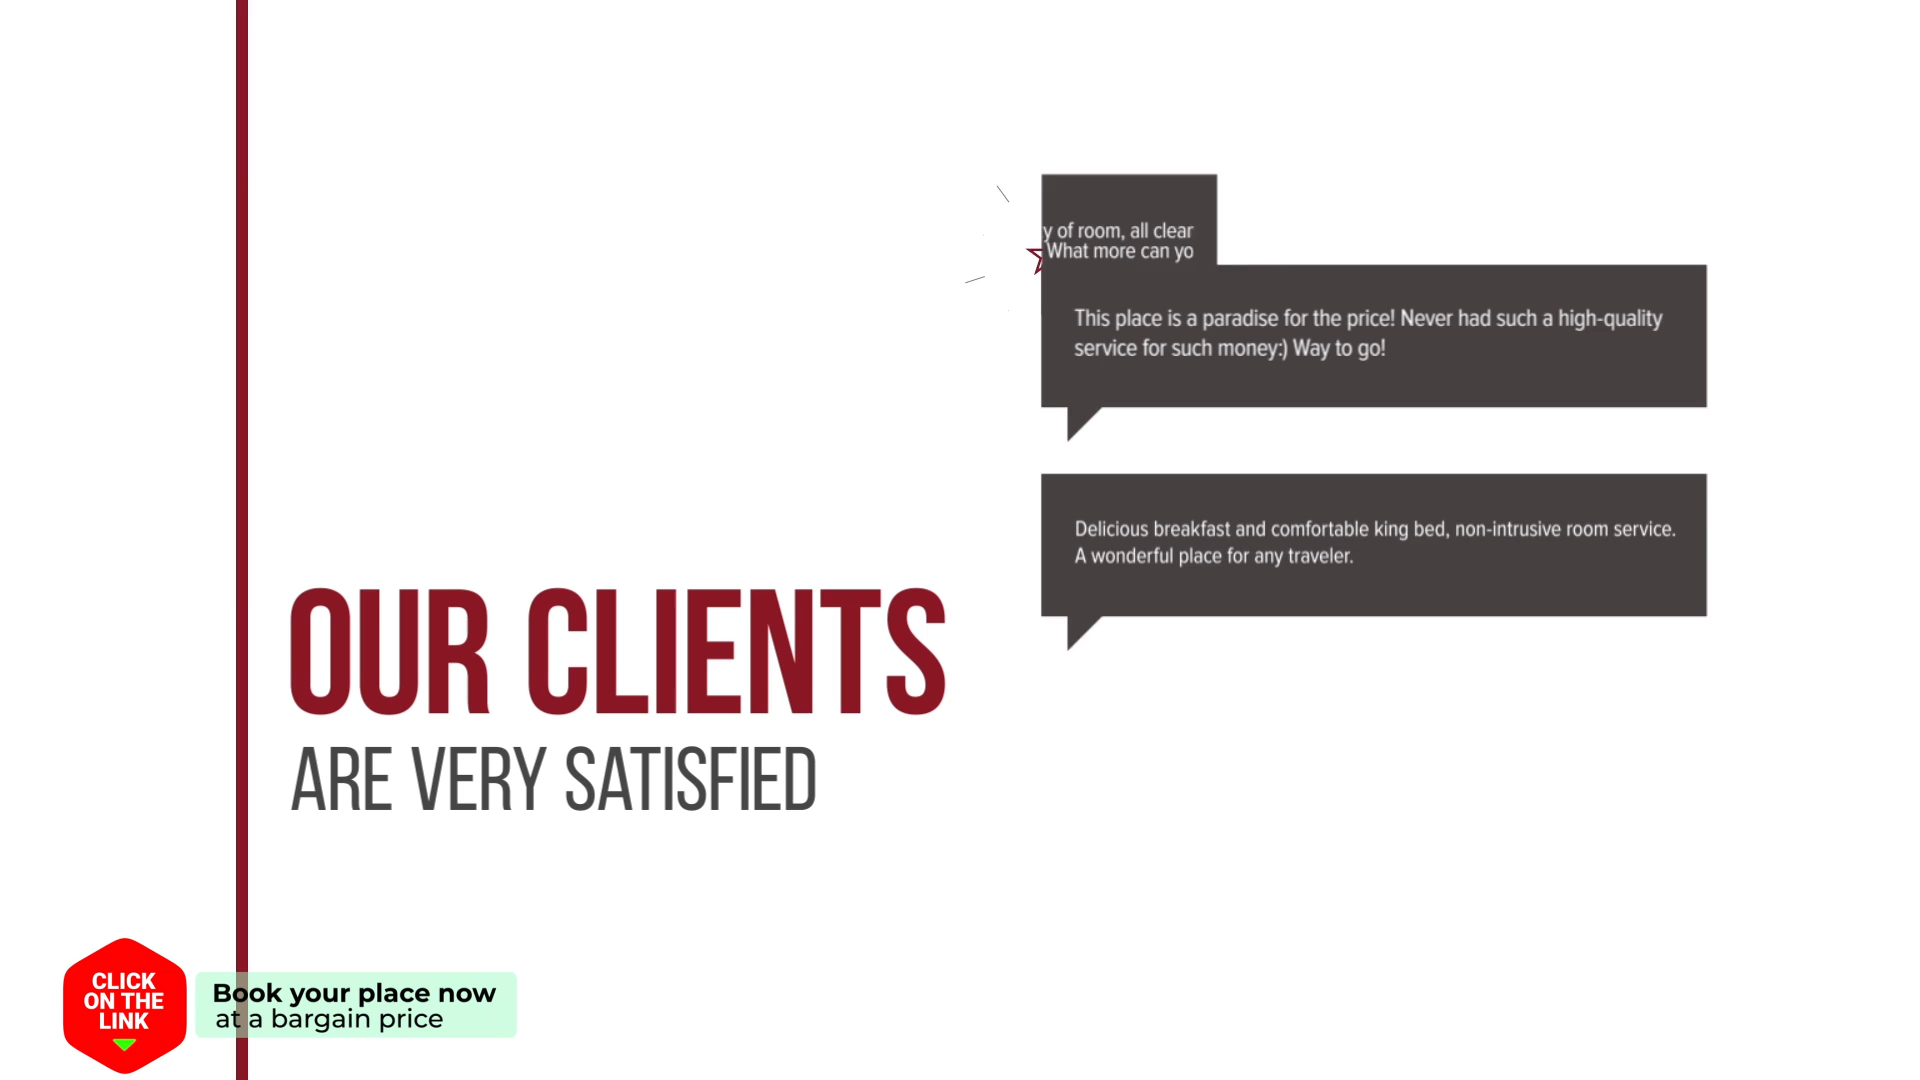 y of room, all clear
What more can yo
This place is a paradise for the price! Never had such a high-quality
service for such money:) Way to go!
Delicious breakfast and comfortable king bed, non-intrusive room service.
A wonderful place for any traveler.
OUR CLIENTS
ARE VERY SATISFIED
CLICK
ON THE
LINK
Book your place now
at a bargain price